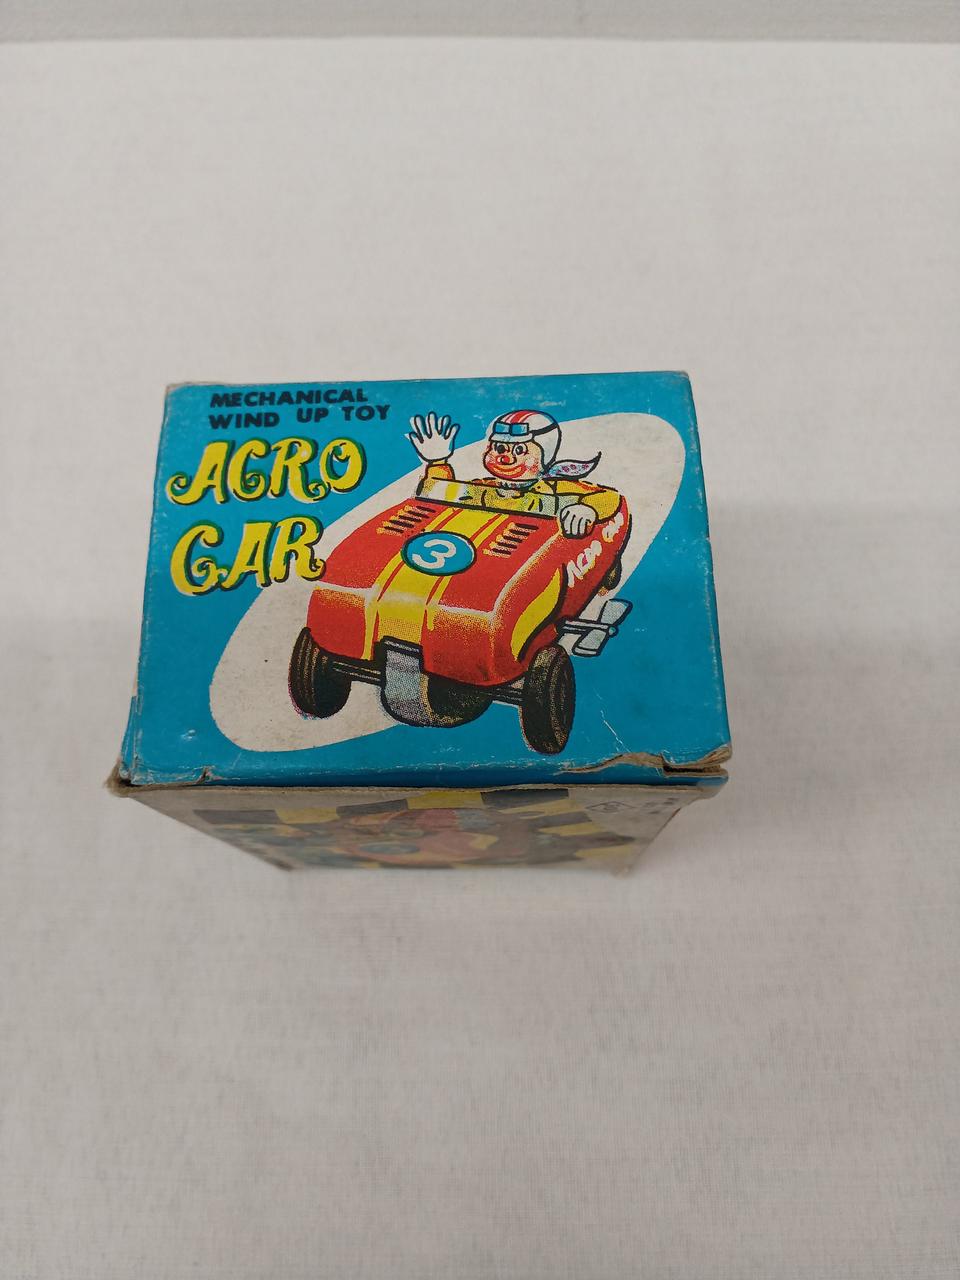 MECHANICAL
WIND UP TOY
ACRO
CAR
3
ACRO CAR